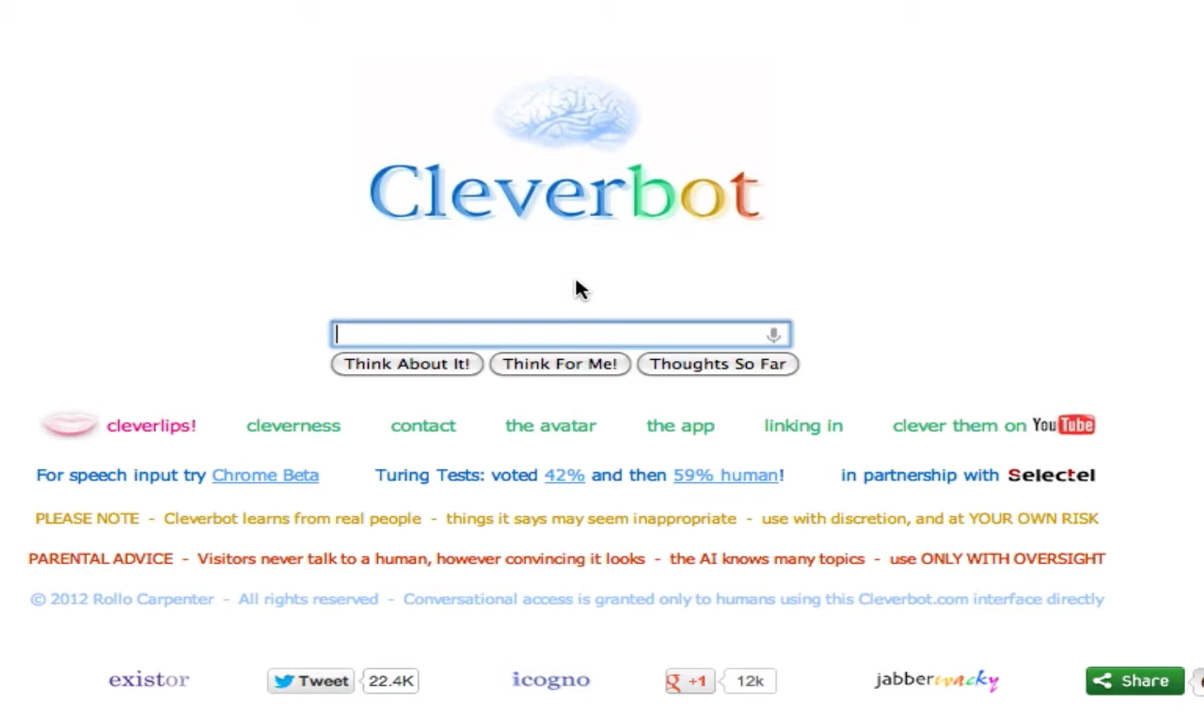 Cleverbot
Think About It! Think For Me! Thoughts So Far
cleverlips! cleverness contact the avatar the app linking in clever them on YouTube
For speech input try Chrome Beta Turing Tests: voted 42% and then 59% human! in partnership with Selectel
PLEASE NOTE - Cleverbot learns from real people - things it says may seem inappropriate - use with discretion, and at YOUR OWN RISK
PARENTAL ADVICE - Visitors never talk to a human, however convincing it looks - the AI knows many topics - use ONLY WITH OVERSIGHT
© 2012 Rollo Carpenter - All rights reserved - Conversational access is granted only to humans using this Cleverbot.com interface directly
existor Tweet 22.4K icogno g +1 12k jabberwacky Share